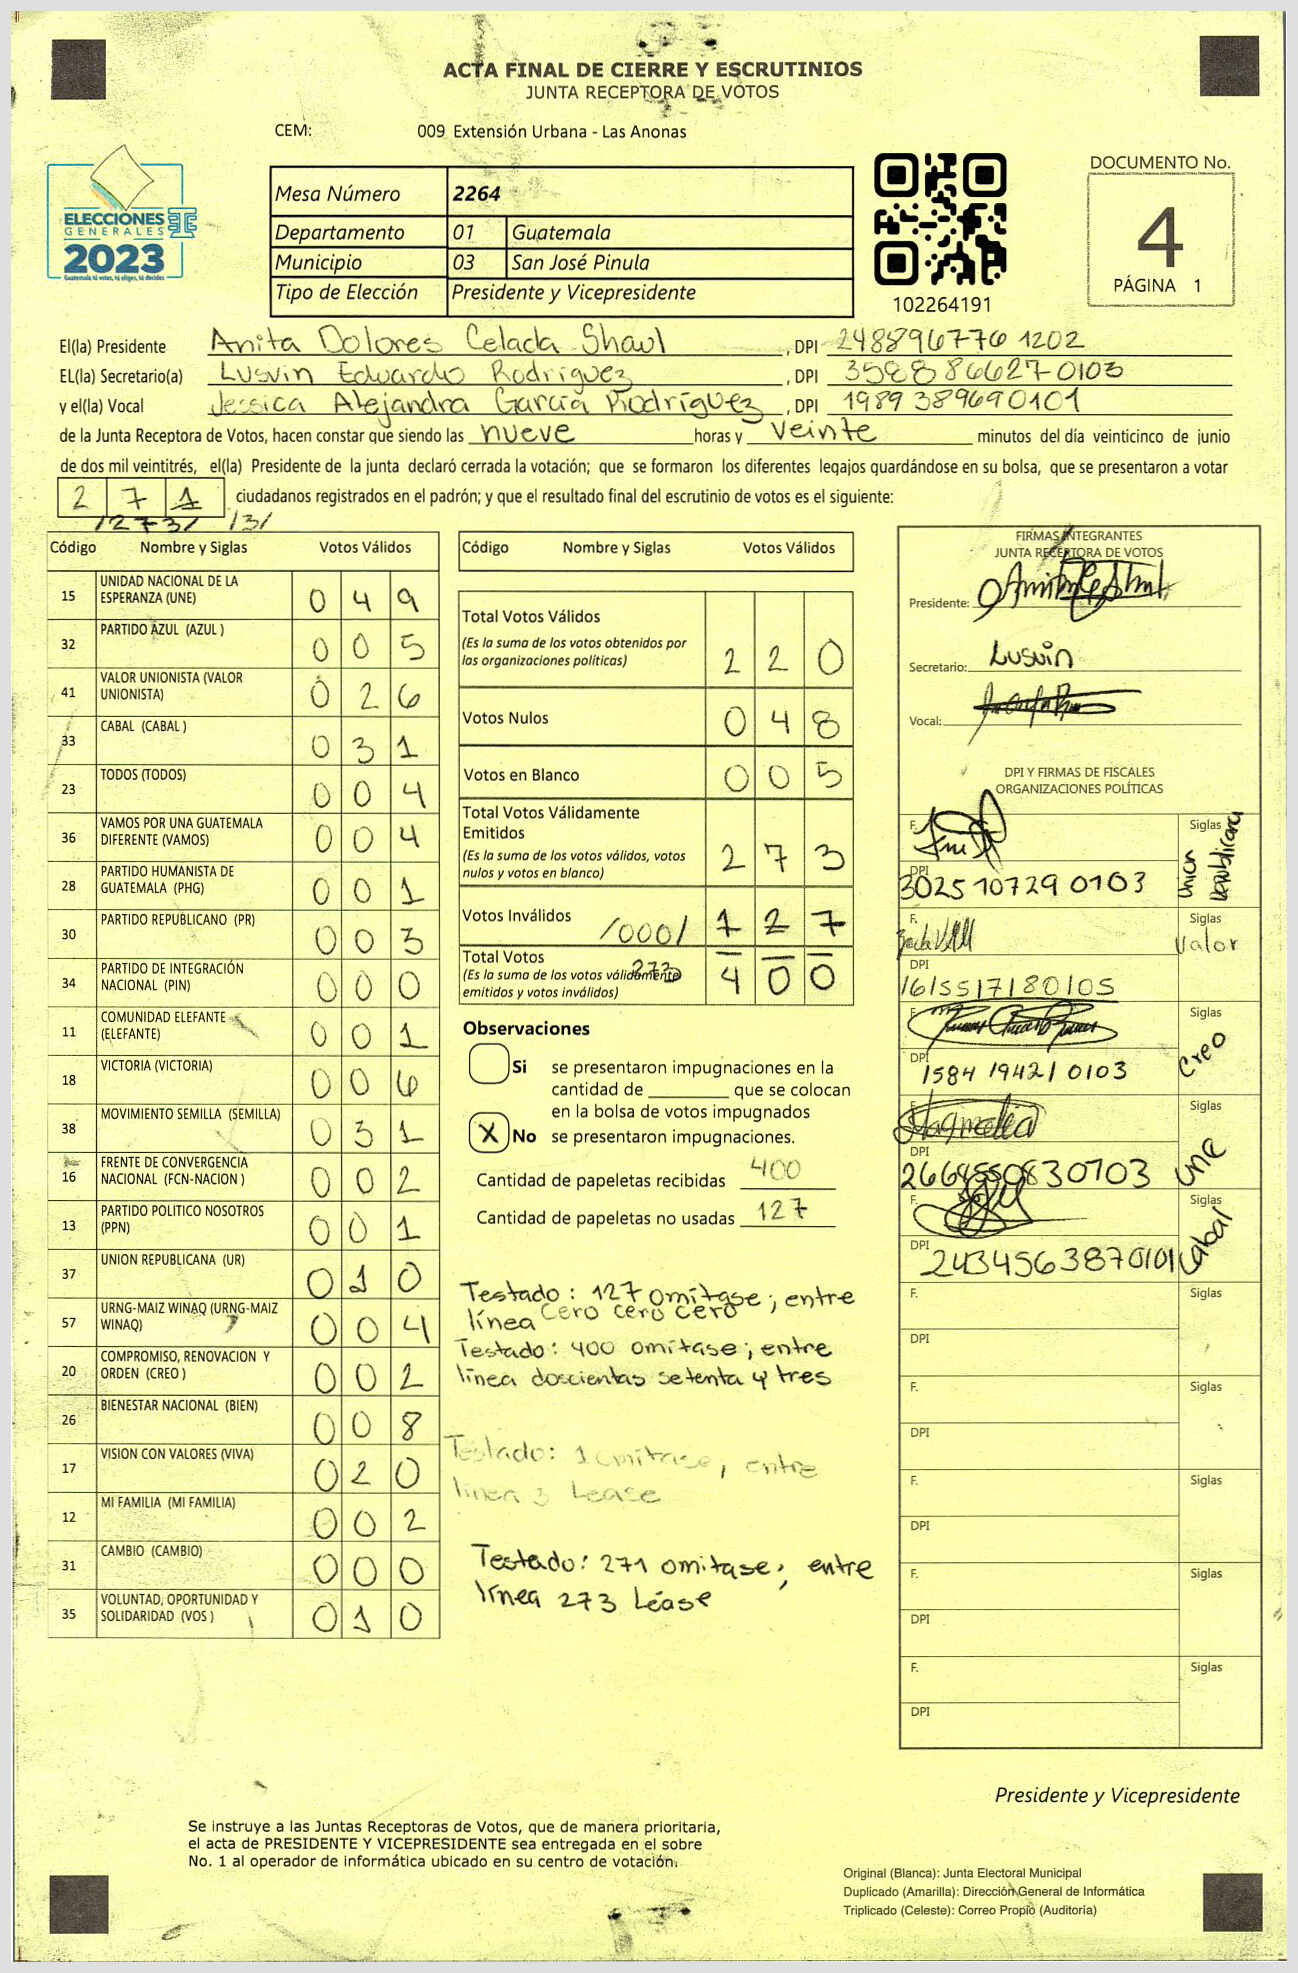 ACTA FINAL DE CIERRE Y ESCRUTINIOS
JUNTA RECEPTORA DE VOTOS
CEM: 009 Extensión Urbana - Las Anonas
ELECCIONES
GENERALES
2023
Guatemala tú votas, tú eliges, tú decides
Mesa Número 2264
Departamento 01 Guatemala
Municipio 03 San José Pinula
Tipo de Elección Presidente y Vicepresidente
102264191
DOCUMENTO No.
4
PÁGINA 1
El(la) Presidente Anita Dolores Celada Shaul, DPI 248896776 1202
EL(la) Secretario(a) Lusvin Eduardo Rodriguez, DPI 358886627 0103
y el(la) Vocal Jessica Alejandra García Rodríguez, DPI 1989389690101
de la Junta Receptora de Votos, hacen constar que siendo las nueve horas y veinte minutos del día veinticinco de junio
de dos mil veintitrés, el(la) Presidente de la junta declaró cerrada la votación; que se formaron los diferentes legajos guardándose en su bolsa, que se presentaron a votar
2 7 1 ciudadanos registrados en el padrón; y que el resultado final del escrutinio de votos es el siguiente:
/273/ /3/
Código Nombre y Siglas Votos Válidos
15 UNIDAD NACIONAL DE LA ESPERANZA (UNE) 0 4 9
32 PARTIDO AZUL (AZUL ) 0 0 5
41 VALOR UNIONISTA (VALOR UNIONISTA) 0 2 6
33 CABAL (CABAL ) 0 3 1
23 TODOS (TODOS) 0 0 4
36 VAMOS POR UNA GUATEMALA DIFERENTE (VAMOS) 0 0 4
28 PARTIDO HUMANISTA DE GUATEMALA (PHG) 0 0 1
30 PARTIDO REPUBLICANO (PR) 0 0 3
34 PARTIDO DE INTEGRACIÓN NACIONAL (PIN) 0 0 0
11 COMUNIDAD ELEFANTE (ELEFANTE) 0 0 1
18 VICTORIA (VICTORIA) 0 0 6
38 MOVIMIENTO SEMILLA (SEMILLA) 0 3 1
16 FRENTE DE CONVERGENCIA NACIONAL (FCN-NACION ) 0 0 2
13 PARTIDO POLITICO NOSOTROS (PPN) 0 0 1
37 UNION REPUBLICANA (UR) 0 1 0
57 URNG-MAIZ WINAQ (URNG-MAIZ WINAQ) 0 0 4
20 COMPROMISO, RENOVACION Y ORDEN (CREO ) 0 0 2
26 BIENESTAR NACIONAL (BIEN) 0 0 8
17 VISION CON VALORES (VIVA) 0 2 0
12 MI FAMILIA (MI FAMILIA) 0 0 2
31 CAMBIO (CAMBIO) 0 0 0
35 VOLUNTAD, OPORTUNIDAD Y SOLIDARIDAD (VOS ) 0 1 0
Código Nombre y Siglas Votos Válidos
Total Votos Válidos
(Es la suma de los votos obtenidos por
las organizaciones políticas) 2 2 0
Votos Nulos 0 4 8
Votos en Blanco 0 0 5
Total Votos Válidamente
Emitidos
(Es la suma de los votos válidos, votos
nulos y votos en blanco) 2 7 3
Votos Inválidos /000/ 1 2 7
Total Votos
(Es la suma de los votos válidamente 273
emitidos y votos inválidos) 4 0 0
Observaciones
Si se presentaron impugnaciones en la
cantidad de ________ que se colocan
en la bolsa de votos impugnados
X No se presentaron impugnaciones.
Cantidad de papeletas recibidas 400
Cantidad de papeletas no usadas 127
Testado: 127 omítase; entre
línea cero cero cero
Testado: 400 omítase; entre
línea doscientas setenta y tres
Testado: 1 omitase, entre
línea 3 Lease
Testado: 271 omitase; entre
línea 273 Léase
FIRMAS INTEGRANTES
JUNTA RECEPTORA DE VOTOS
Presidente:
Secretario: Lusvin
Vocal:
DPI Y FIRMAS DE FISCALES
ORGANIZACIONES POLÍTICAS
F. Siglas Union Republicana
DPI 3025 10729 0103
F. Siglas Valor
DPI 1615517180105
F. Siglas Creo
DPI 1584 19421 0103
F. Siglas une
DPI
F. Siglas Cabal
DPI 2434563870101
F. Siglas
DPI
F. Siglas
DPI
F. Siglas
DPI
F. Siglas
DPI
F. Siglas
DPI
Presidente y Vicepresidente
Se instruye a las Juntas Receptoras de Votos, que de manera prioritaria,
el acta de PRESIDENTE Y VICEPRESIDENTE sea entregada en el sobre
No. 1 al operador de informática ubicado en su centro de votación.
Original (Blanca): Junta Electoral Municipal
Duplicado (Amarilla): Dirección General de Informática
Triplicado (Celeste): Correo Propio (Auditoría)